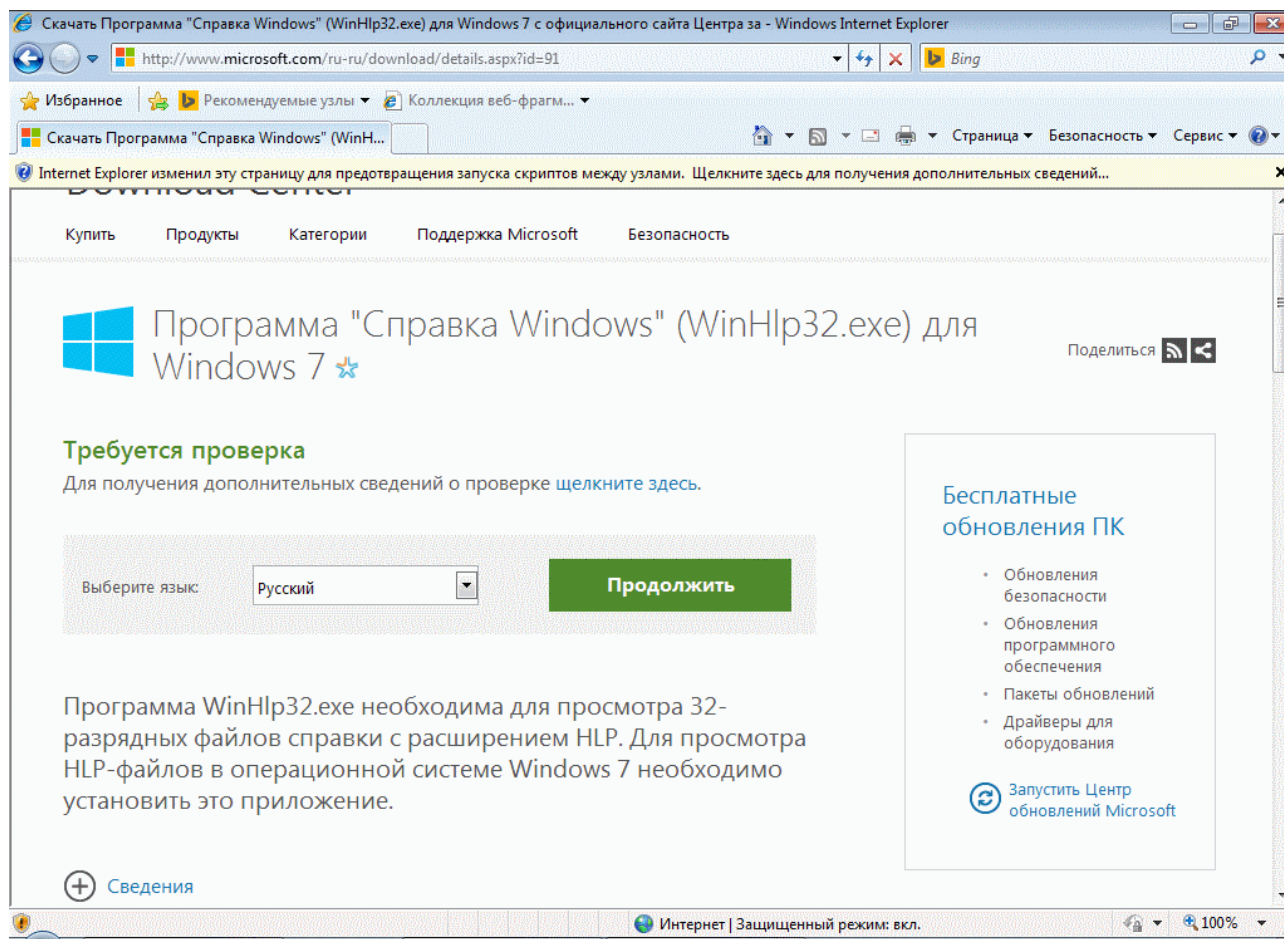 Скачать Программа "Справка Windows" (WinHlp32.exe) для Windows 7 с официального сайта Центра за - Windows Internet Explorer
http://www.microsoft.com/ru-ru/download/details.aspx?id=91
Bing
Избранное
Рекомендуемые узлы
Коллекция веб-фрагм...
Скачать Программа "Справка Windows" (WinH...
Страница
Безопасность
Сервис
Internet Explorer изменил эту страницу для предотвращения запуска скриптов между узлами. Щелкните здесь для получения дополнительных сведений...
Download Center
Купить
Продукты
Категории
Поддержка Microsoft
Безопасность
Программа "Справка Windows" (WinHlp32.exe) для
Windows 7
Поделиться
Требуется проверка
Для получения дополнительных сведений о проверке щелкните здесь.
Выберите язык:
Русский
Продолжить
Программа WinHlp32.exe необходима для просмотра 32-
разрядных файлов справки с расширением HLP. Для просмотра
HLP-файлов в операционной системе Windows 7 необходимо
установить это приложение.
Сведения
Бесплатные
обновления ПК
Обновления
безопасности
Обновления
программного
обеспечения
Пакеты обновлений
Драйверы для
оборудования
Запустить Центр
обновлений Microsoft
Интернет | Защищенный режим: вкл.
100%